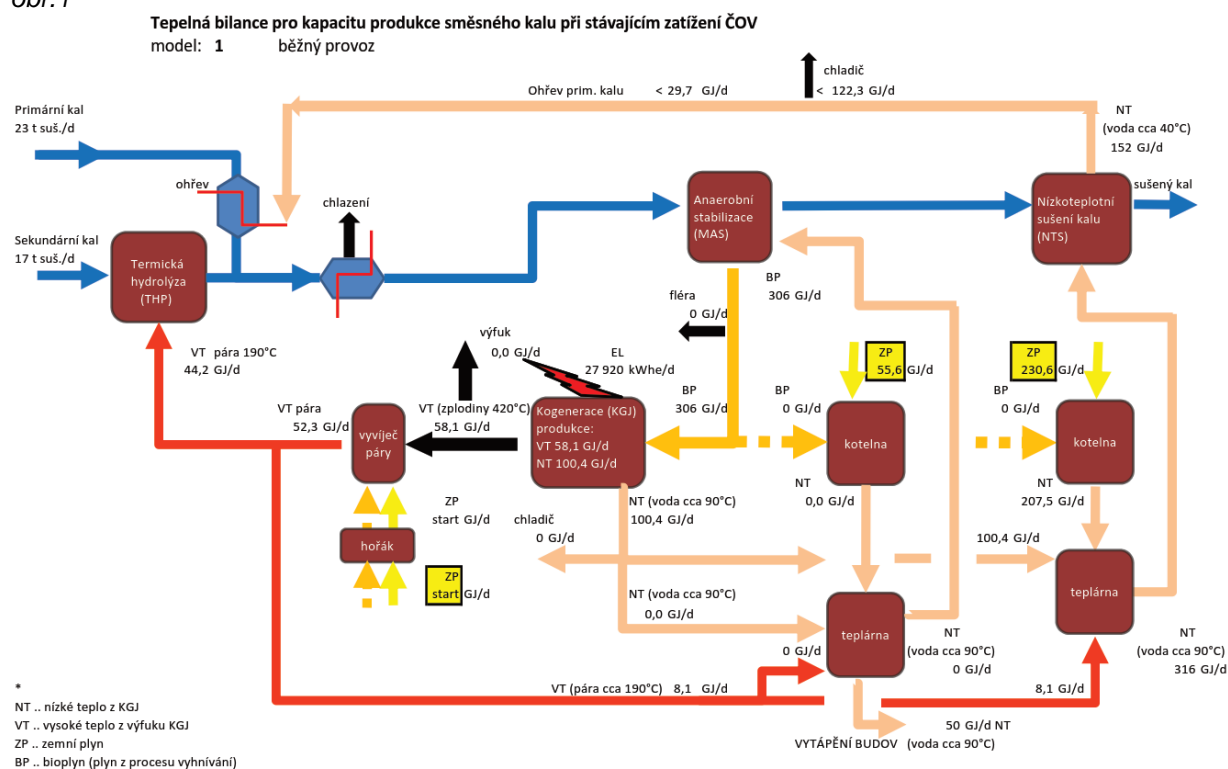 obr. 1
Tepelná bilance pro kapacitu produkce směsného kalu při stávajícím zatížení ČOV
model: 1 běžný provoz
chladič
Ohřev prim. kalu < 29,7 GJ/d < 122,3 GJ/d
Primární kal
23 t suš./d
NT
(voda cca 40°C)
152 GJ/d
ohřev
chlazení
Anaerobní
stabilizace
(MAS)
Nízkoteplotní
sušení kalu
(NTS)
sušený kal
Sekundární kal
17 t suš./d
Termická
hydrolýza
(THP)
BP
306 GJ/d
fléra
0 GJ/d
výfuk
0,0 GJ/d
EL
27 920 kWhe/d
VT pára 190°C
44,2 GJ/d
ZP
55,6 GJ/d
ZP
230,6 GJ/d
BP
306 GJ/d
BP
0 GJ/d
BP
0 GJ/d
VT pára
52,3 GJ/d
VT (zplodiny 420°C)
58,1 GJ/d
vyvíječ
páry
Kogenerace (KGJ)
produkce:
VT 58,1 GJ/d
NT 100,4 GJ/d
kotelna
kotelna
NT
0,0 GJ/d
NT
207,5 GJ/d
ZP
start GJ/d
NT (voda cca 90°C)
100,4 GJ/d
chladič
0 GJ/d
100,4 GJ/d
hořák
ZP
start GJ/d
NT (voda cca 90°C)
0,0 GJ/d
teplárna
teplárna
0 GJ/d
NT
(voda cca 90°C)
0 GJ/d
NT
(voda cca 90°C)
316 GJ/d
VT (pára cca 190°C) 8,1 GJ/d
8,1 GJ/d
50 GJ/d NT
VYTÁPĚNÍ BUDOV (voda cca 90°C)
*
NT .. nízké teplo z KGJ
VT .. vysoké teplo z výfuku KGJ
ZP .. zemní plyn
BP .. bioplyn (plyn z procesu vyhnívání)